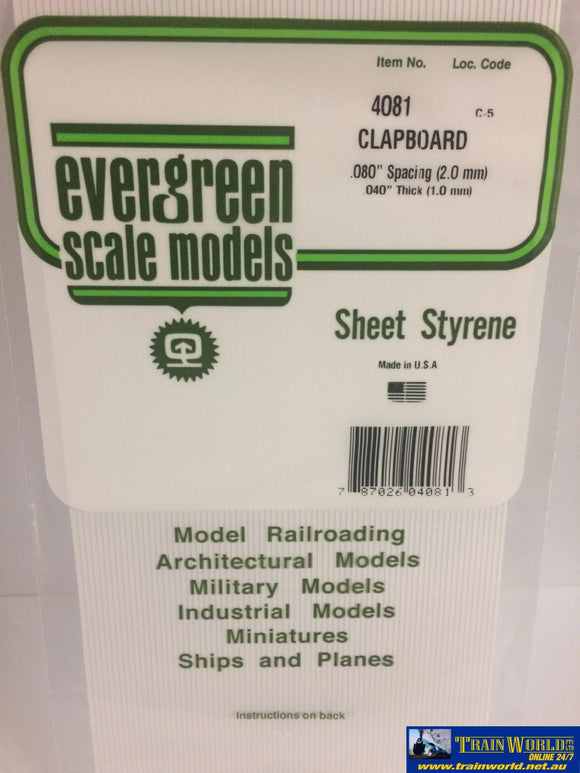 Item No. Loc. Code
4081 C-5
CLAPBOARD
.080" Spacing (2.0 mm)
.040" Thick (1.0 mm)
evergreen
scale models
Sheet Styrene
Made in U.S.A
7 87026 04081 3
Model Railroading
Architectural Models
Military Models
Industrial Models
Miniatures
Ships and Planes
Instructions on back
TRAINWORLD
ONLINE 24/7
www.trainworld.net.au